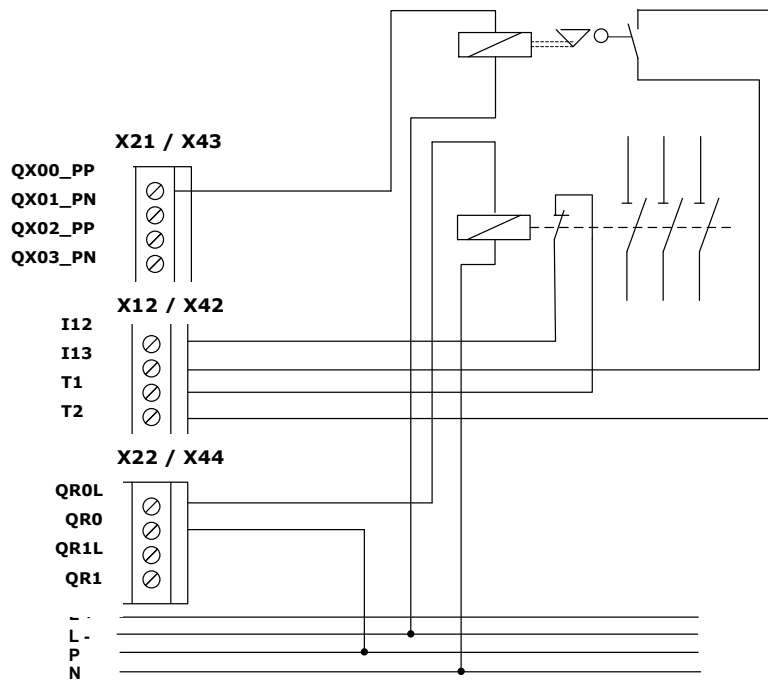 X21 / X43
QX00_PP
QX01_PN
QX02_PP
QX03_PN
X12 / X42
I12
I13
T1
T2
X22 / X44
QR0L
QR0
QR1L
QR1
L -
P
N